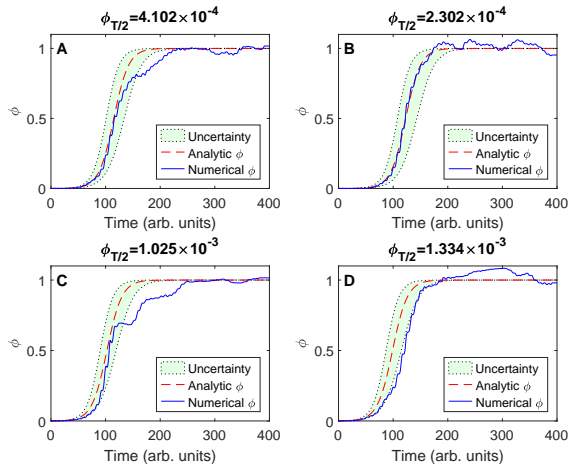 ϕ_T/2=4.102×10^-4
A
1
0.5
0
ϕ
Uncertainty
Analytic ϕ
Numerical ϕ
0 100 200 300 400
Time (arb. units)
ϕ_T/2=2.302×10^-4
B
1
0.5
0
ϕ
Uncertainty
Analytic ϕ
Numerical ϕ
0 100 200 300 400
Time (arb. units)
ϕ_T/2=1.025×10^-3
C
1
0.5
0
ϕ
Uncertainty
Analytic ϕ
Numerical ϕ
0 100 200 300 400
Time (arb. units)
ϕ_T/2=1.334×10^-3
D
1
0.5
0
ϕ
Uncertainty
Analytic ϕ
Numerical ϕ
0 100 200 300 400
Time (arb. units)